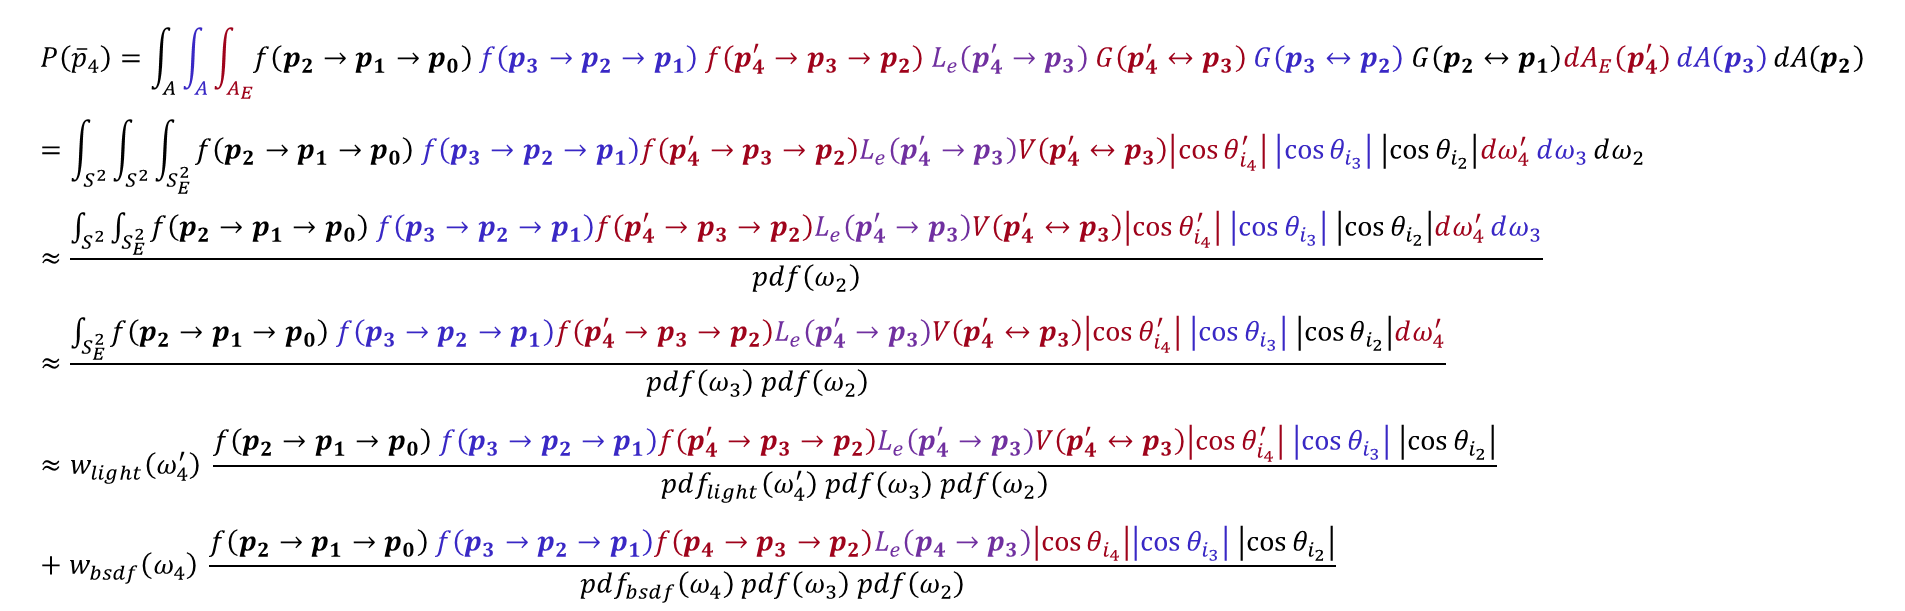 P(p̄₄) = ∫_A ∫_A ∫_{A_E} f(p₂ → p₁ → p₀) f(p₃ → p₂ → p₁) f(p′₄ → p₃ → p₂) L_e(p′₄ → p₃) G(p′₄ ↔ p₃) G(p₃ ↔ p₂) G(p₂ ↔ p₁)dA_E(p′₄) dA(p₃) dA(p₂)
= ∫_{S²} ∫_{S²} ∫_{S²_E} f(p₂ → p₁ → p₀) f(p₃ → p₂ → p₁)f(p′₄ → p₃ → p₂)L_e(p′₄ → p₃)V(p′₄ ↔ p₃)|cos θ′_{i₄}| |cos θ_{i₃}| |cos θ_{i₂}|dω′₄ dω₃ dω₂
∫_{S²} ∫_{S²_E} f(p₂ → p₁ → p₀) f(p₃ → p₂ → p₁)f(p′₄ → p₃ → p₂)L_e(p′₄ → p₃)V(p′₄ ↔ p₃)|cos θ′_{i₄}| |cos θ_{i₃}| |cos θ_{i₂}|dω′₄ dω₃
≈
pdf(ω₂)
∫_{S²_E} f(p₂ → p₁ → p₀) f(p₃ → p₂ → p₁)f(p′₄ → p₃ → p₂)L_e(p′₄ → p₃)V(p′₄ ↔ p₃)|cos θ′_{i₄}| |cos θ_{i₃}| |cos θ_{i₂}|dω′₄
≈
pdf(ω₃) pdf(ω₂)
f(p₂ → p₁ → p₀) f(p₃ → p₂ → p₁)f(p′₄ → p₃ → p₂)L_e(p′₄ → p₃)V(p′₄ ↔ p₃)|cos θ′_{i₄}| |cos θ_{i₃}| |cos θ_{i₂}|
≈ w_{light}(ω′₄)
pdf_{light}(ω′₄) pdf(ω₃) pdf(ω₂)
f(p₂ → p₁ → p₀) f(p₃ → p₂ → p₁)f(p₄ → p₃ → p₂)L_e(p₄ → p₃)|cos θ_{i₄}||cos θ_{i₃}| |cos θ_{i₂}|
+ w_{bsdf}(ω₄)
pdf_{bsdf}(ω₄) pdf(ω₃) pdf(ω₂)